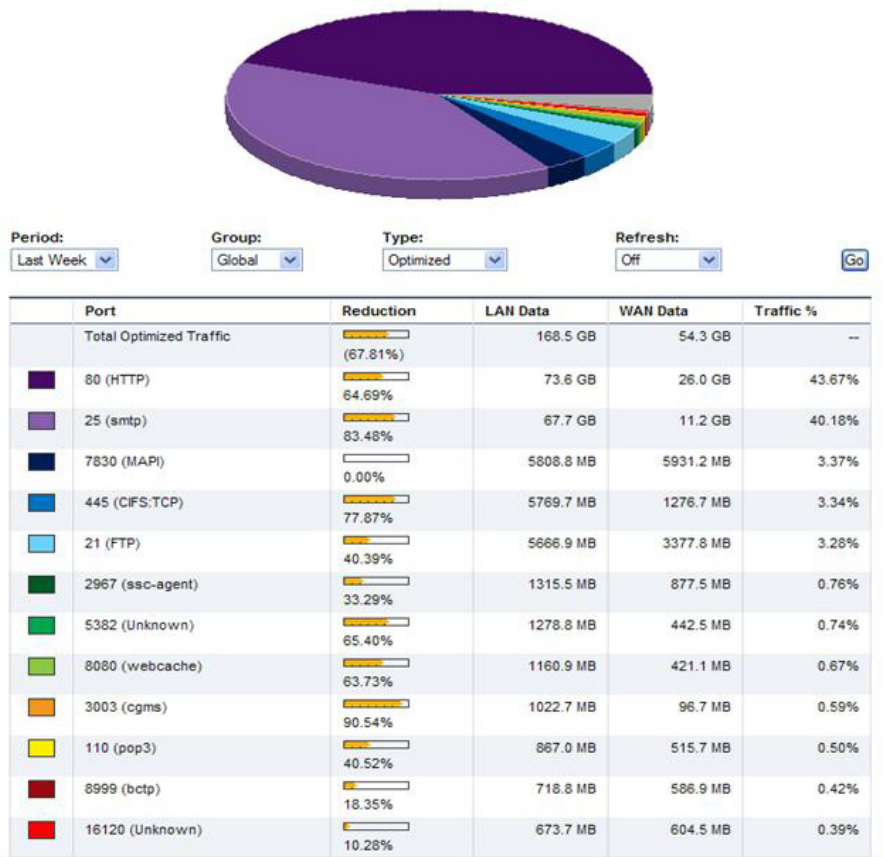 Period: Group: Type: Refresh:
Last Week Global Optimized Off Go
Port Reduction LAN Data WAN Data Traffic %
Total Optimized Traffic (67.81%) 168.5 GB 54.3 GB --
80 (HTTP) 64.69% 73.6 GB 26.0 GB 43.67%
25 (smtp) 83.48% 67.7 GB 11.2 GB 40.18%
7830 (MAPI) 0.00% 5808.8 MB 5931.2 MB 3.37%
445 (CIFS:TCP) 77.87% 5769.7 MB 1276.7 MB 3.34%
21 (FTP) 40.39% 5666.9 MB 3377.8 MB 3.28%
2967 (ssc-agent) 33.29% 1315.5 MB 877.5 MB 0.76%
5382 (Unknown) 65.40% 1278.8 MB 442.5 MB 0.74%
8080 (webcache) 63.73% 1160.9 MB 421.1 MB 0.67%
3003 (cgms) 90.54% 1022.7 MB 96.7 MB 0.59%
110 (pop3) 40.52% 867.0 MB 515.7 MB 0.50%
8999 (bctp) 18.35% 718.8 MB 586.9 MB 0.42%
16120 (Unknown) 10.28% 673.7 MB 604.5 MB 0.39%